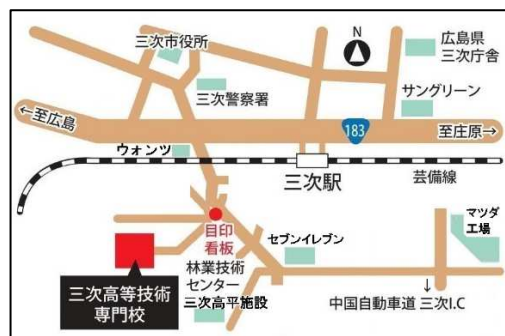 三次市役所
N
広島県
三次庁舎
三次警察署
サングリーン
←至広島
183
至庄原→
ウォンツ
三次駅
芸備線
目印
看板
セブンイレブン
マツダ
工場
林業技術
センター
三次高等技術
専門校
三次高平施設
中国自動車道 三次I.C